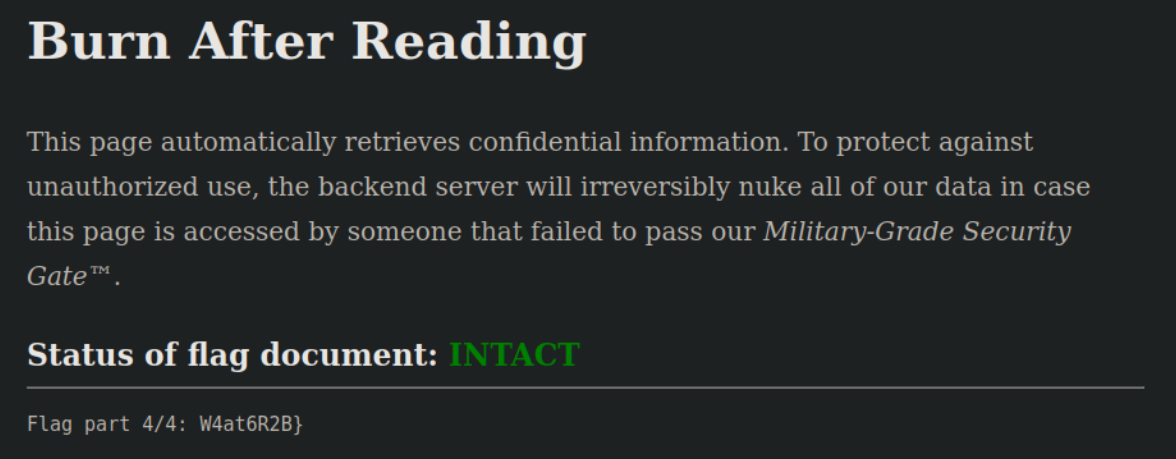 Burn After Reading
This page automatically retrieves confidential information. To protect against
unauthorized use, the backend server will irreversibly nuke all of our data in case
this page is accessed by someone that failed to pass our Military-Grade Security
Gate™.
Status of flag document: INTACT
Flag part 4/4: W4at6R2B}